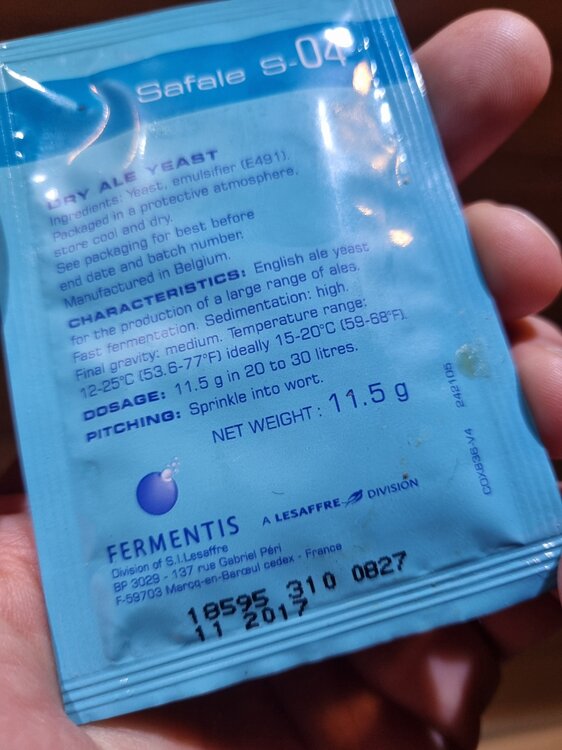 Safale S-04
DRY ALE YEAST
Ingredients: Yeast, emulsifier (E491).
Packaged in a protective atmosphere,
store cool and dry.
See packaging for best before
end date and batch number.
Manufactured in Belgium.
CHARACTERISTICS: English ale yeast
for the production of a large range of ales.
Fast fermentation. Sedimentation: high.
Final gravity: medium. Temperature range:
12-25°C (53.6-77°F) ideally 15-20°C (59-68°F).
DOSAGE: 11.5 g in 20 to 30 litres.
PITCHING: Sprinkle into wort.
NET WEIGHT : 11.5 g
242105
FERMENTIS
A LESAFFRE DIVISION
Division of S.I.Lesaffre
BP 3029 - 137 rue Gabriel Péri
F-59703 Marcq-en-Barœul cedex - France
18595 310 0827
11 2017